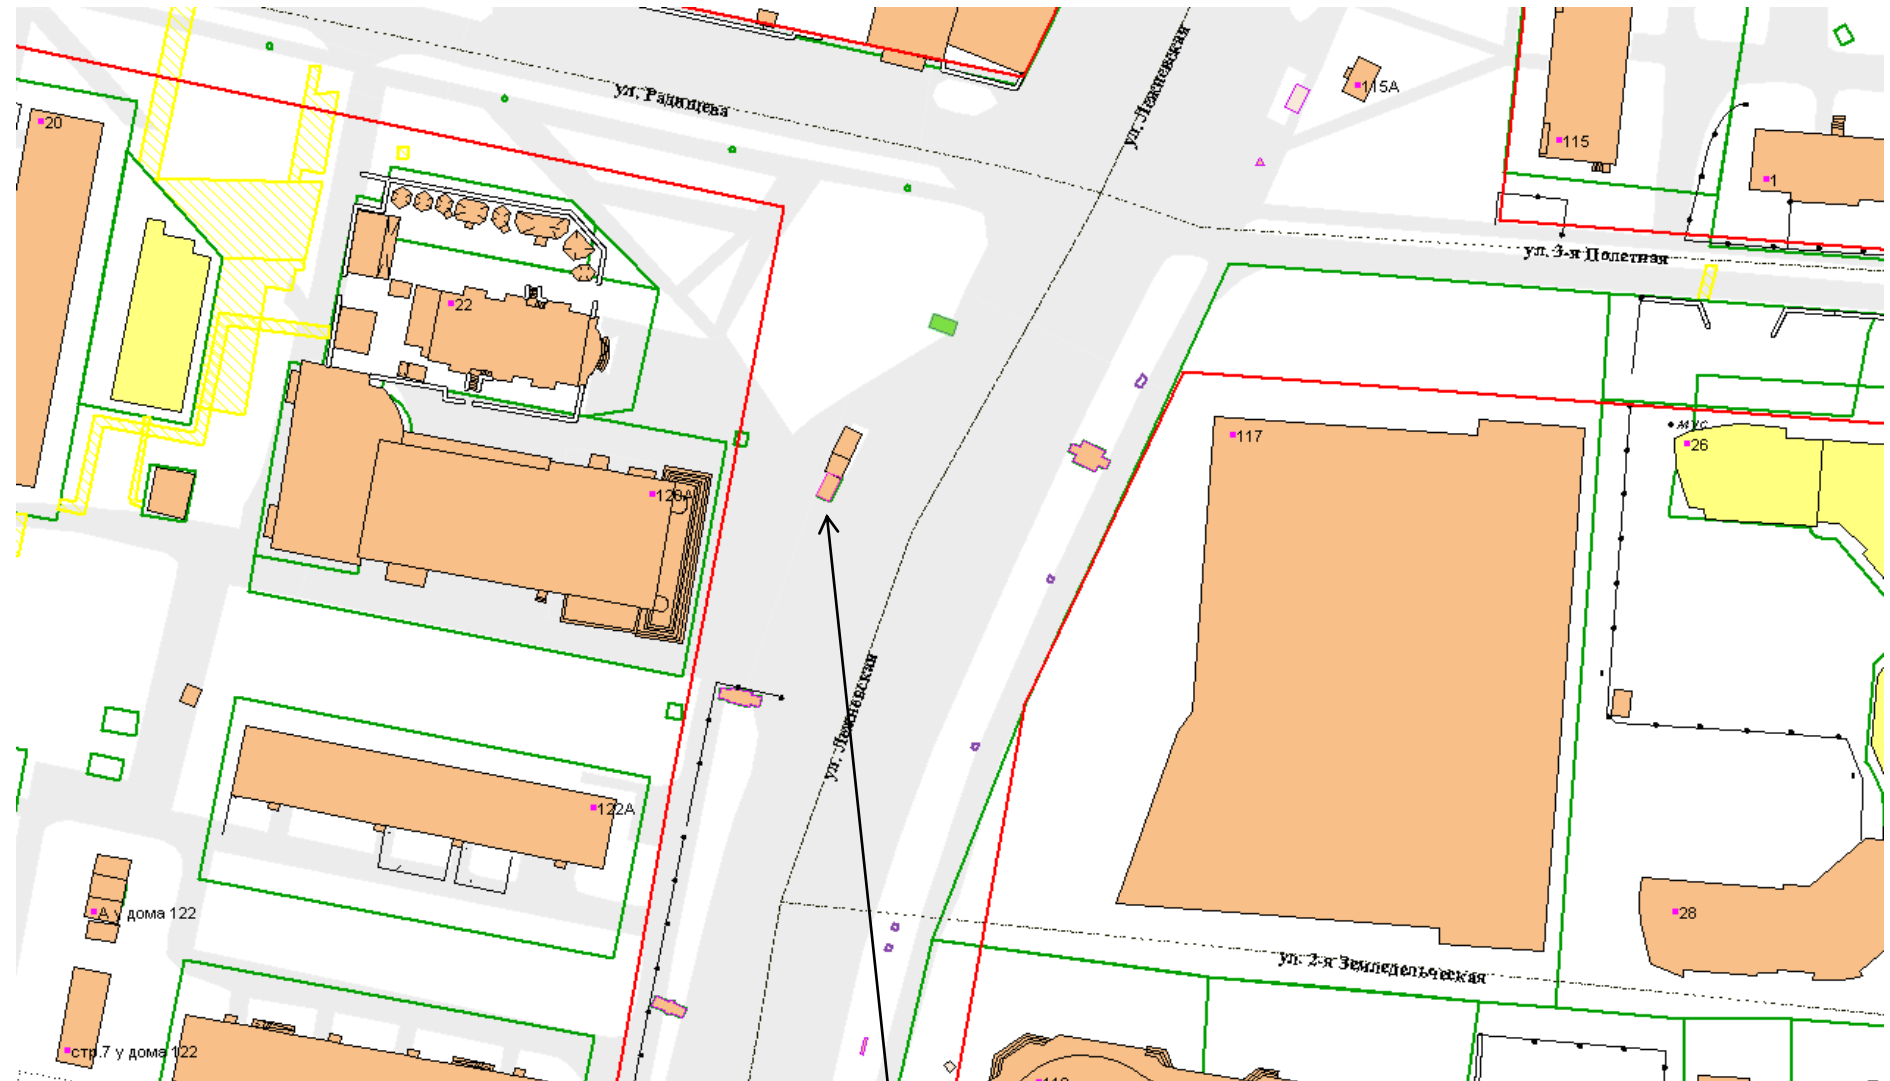 ул. Лежневская
115А
ул. Радищева
20
115
1
ул. 3-я Полетная
22
117
26
120А
ул. Лежневская
122А
А у дома 122
28
ул. 2-я Земледельческая
стр.7 у дома 122